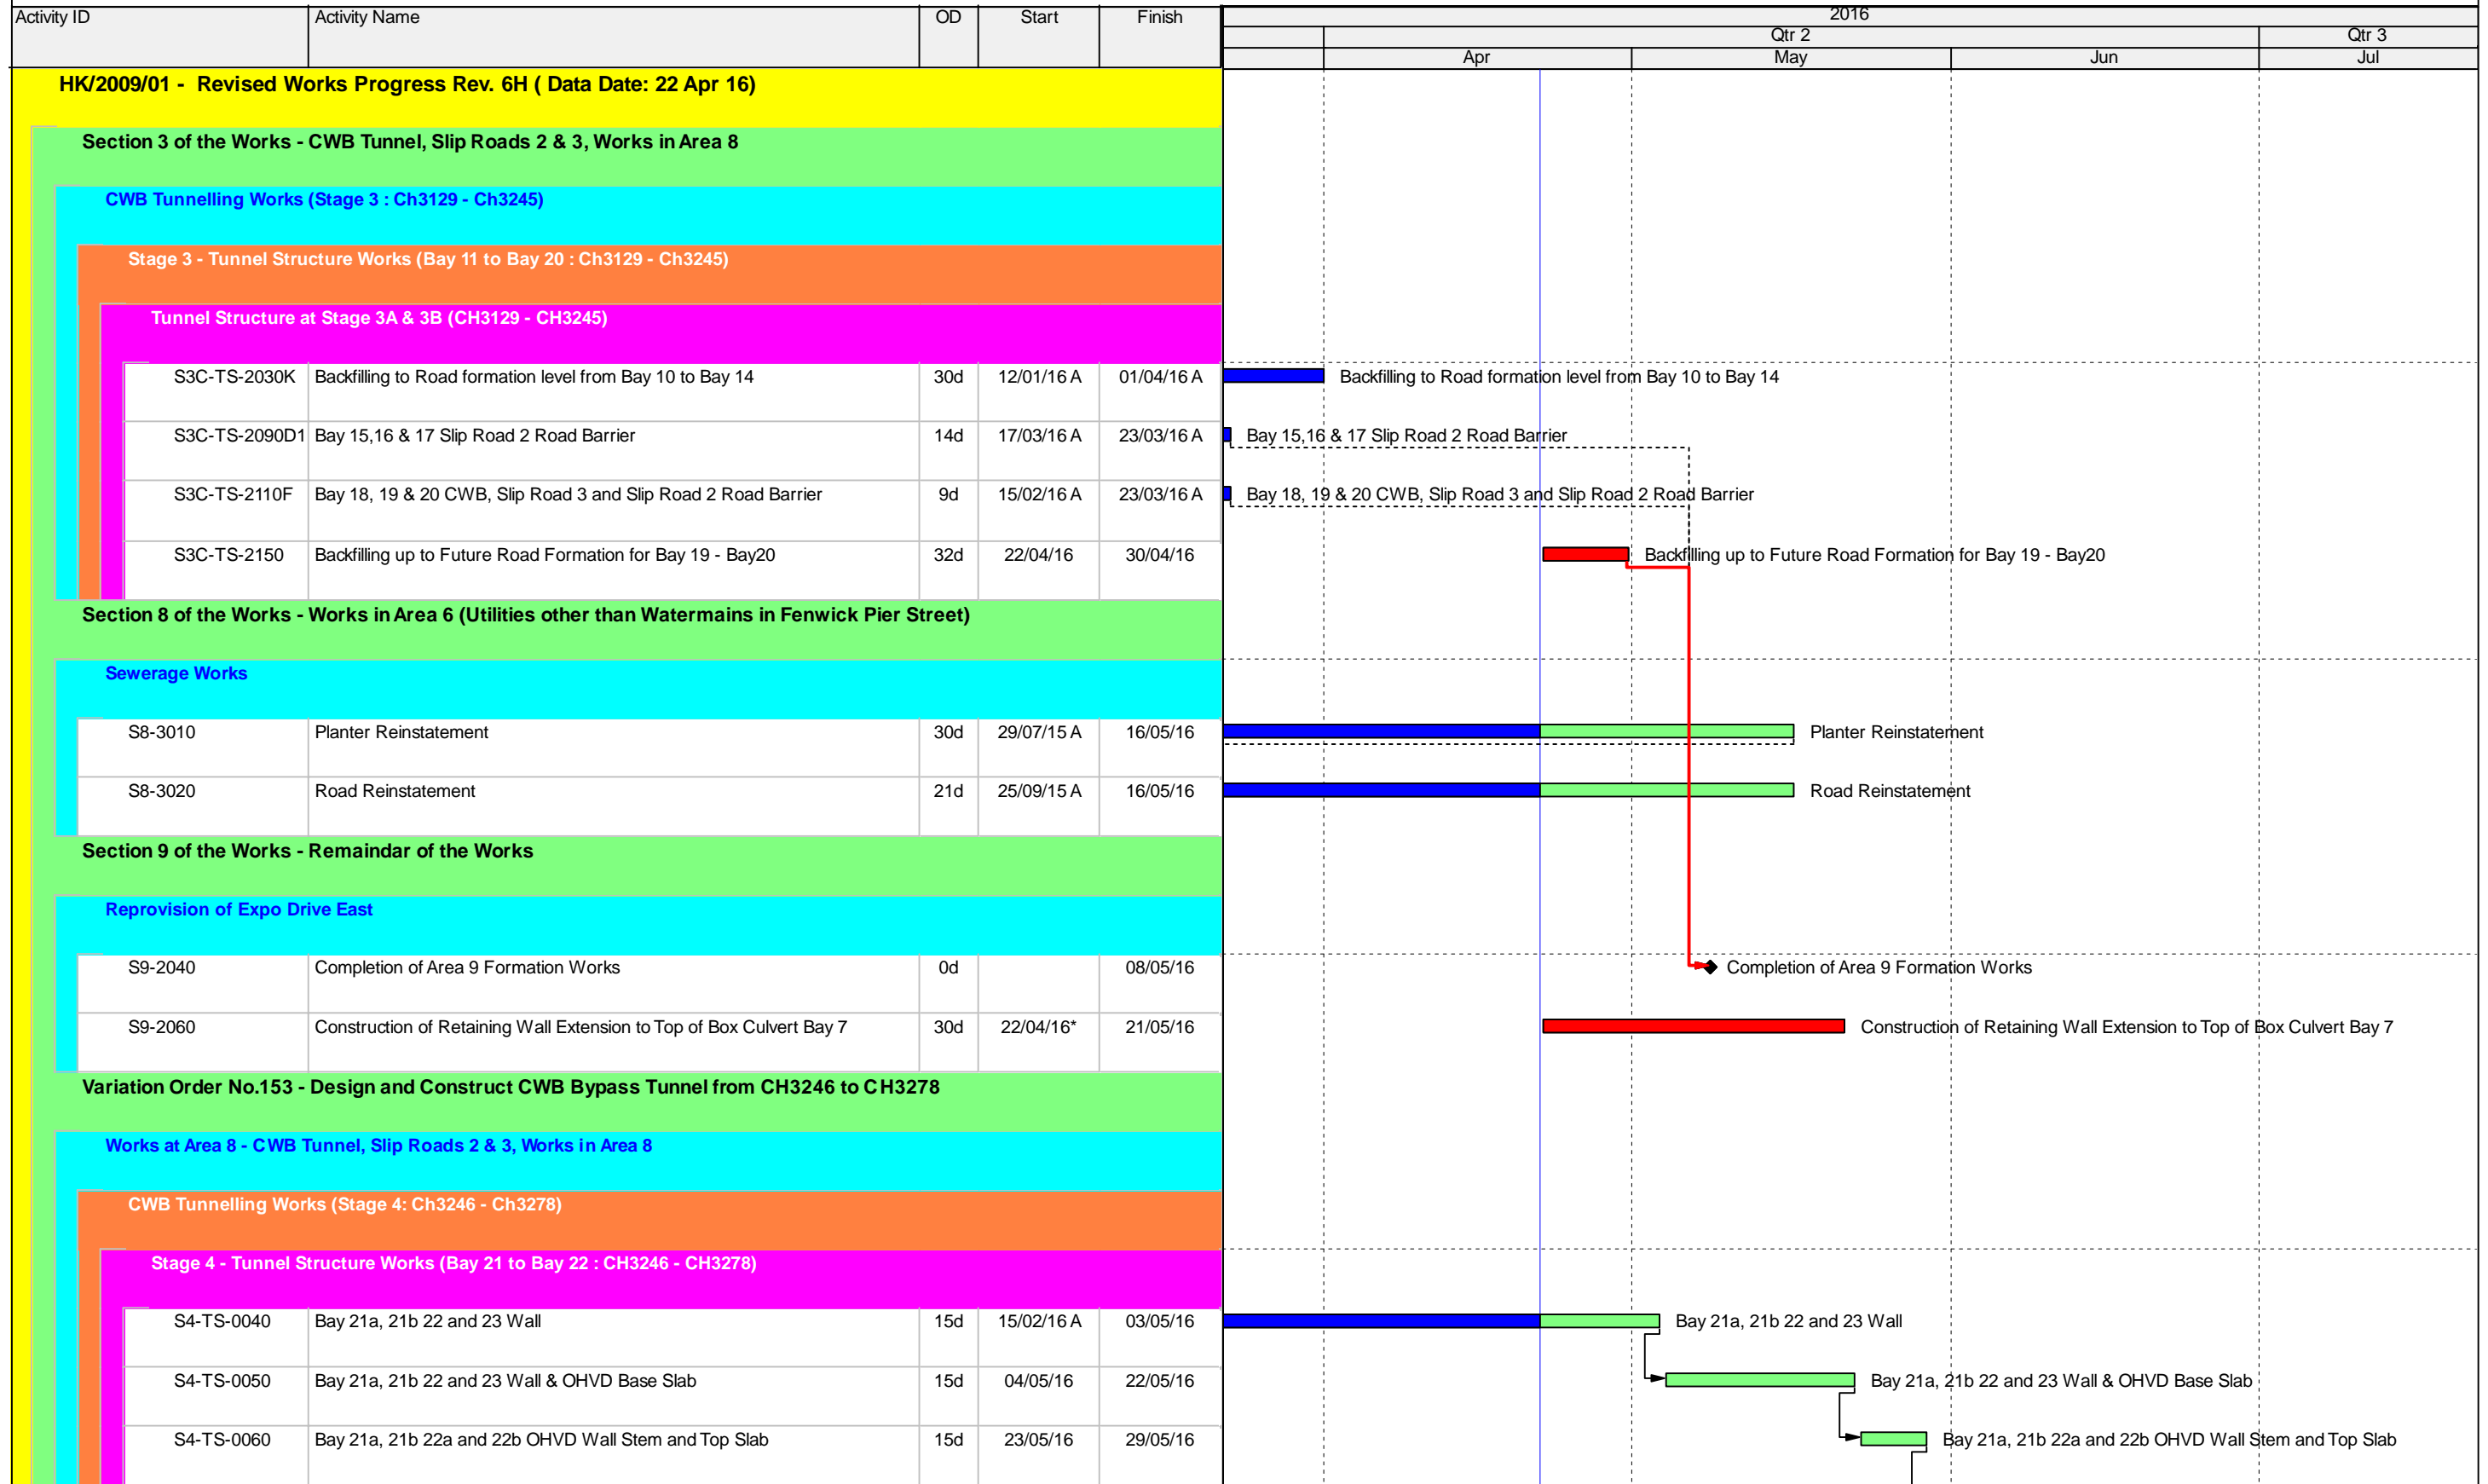 Activity ID Activity Name OD Start Finish 2016
Qtr 2 Qtr 3
Apr May Jun Jul
HK/2009/01 - Revised Works Progress Rev. 6H ( Data Date: 22 Apr 16)
Section 3 of the Works - CWB Tunnel, Slip Roads 2 & 3, Works in Area 8
CWB Tunnelling Works (Stage 3 : Ch3129 - Ch3245)
Stage 3 - Tunnel Structure Works (Bay 11 to Bay 20 : Ch3129 - Ch3245)
Tunnel Structure at Stage 3A & 3B (CH3129 - CH3245)
S3C-TS-2030K Backfilling to Road formation level from Bay 10 to Bay 14 30d 12/01/16 A 01/04/16 A Backfilling to Road formation level from Bay 10 to Bay 14
S3C-TS-2090D1 Bay 15,16 & 17 Slip Road 2 Road Barrier 14d 17/03/16 A 23/03/16 A Bay 15,16 & 17 Slip Road 2 Road Barrier
S3C-TS-2110F Bay 18, 19 & 20 CWB, Slip Road 3 and Slip Road 2 Road Barrier 9d 15/02/16 A 23/03/16 A Bay 18, 19 & 20 CWB, Slip Road 3 and Slip Road 2 Road Barrier
S3C-TS-2150 Backfilling up to Future Road Formation for Bay 19 - Bay20 32d 22/04/16 30/04/16 Backfilling up to Future Road Formation for Bay 19 - Bay20
Section 8 of the Works - Works in Area 6 (Utilities other than Watermains in Fenwick Pier Street)
Sewerage Works
S8-3010 Planter Reinstatement 30d 29/07/15 A 16/05/16 Planter Reinstatement
S8-3020 Road Reinstatement 21d 25/09/15 A 16/05/16 Road Reinstatement
Section 9 of the Works - Remaindar of the Works
Reprovision of Expo Drive East
S9-2040 Completion of Area 9 Formation Works 0d 08/05/16 Completion of Area 9 Formation Works
S9-2060 Construction of Retaining Wall Extension to Top of Box Culvert Bay 7 30d 22/04/16* 21/05/16 Construction of Retaining Wall Extension to Top of Box Culvert Bay 7
Variation Order No.153 - Design and Construct CWB Bypass Tunnel from CH3246 to CH3278
Works at Area 8 - CWB Tunnel, Slip Roads 2 & 3, Works in Area 8
CWB Tunnelling Works (Stage 4: Ch3246 - Ch3278)
Stage 4 - Tunnel Structure Works (Bay 21 to Bay 22 : CH3246 - CH3278)
S4-TS-0040 Bay 21a, 21b 22 and 23 Wall 15d 15/02/16 A 03/05/16 Bay 21a, 21b 22 and 23 Wall
S4-TS-0050 Bay 21a, 21b 22 and 23 Wall & OHVD Base Slab 15d 04/05/16 22/05/16 Bay 21a, 21b 22 and 23 Wall & OHVD Base Slab
S4-TS-0060 Bay 21a, 21b 22a and 22b OHVD Wall Stem and Top Slab 15d 23/05/16 29/05/16 Bay 21a, 21b 22a and 22b OHVD Wall Stem and Top Slab